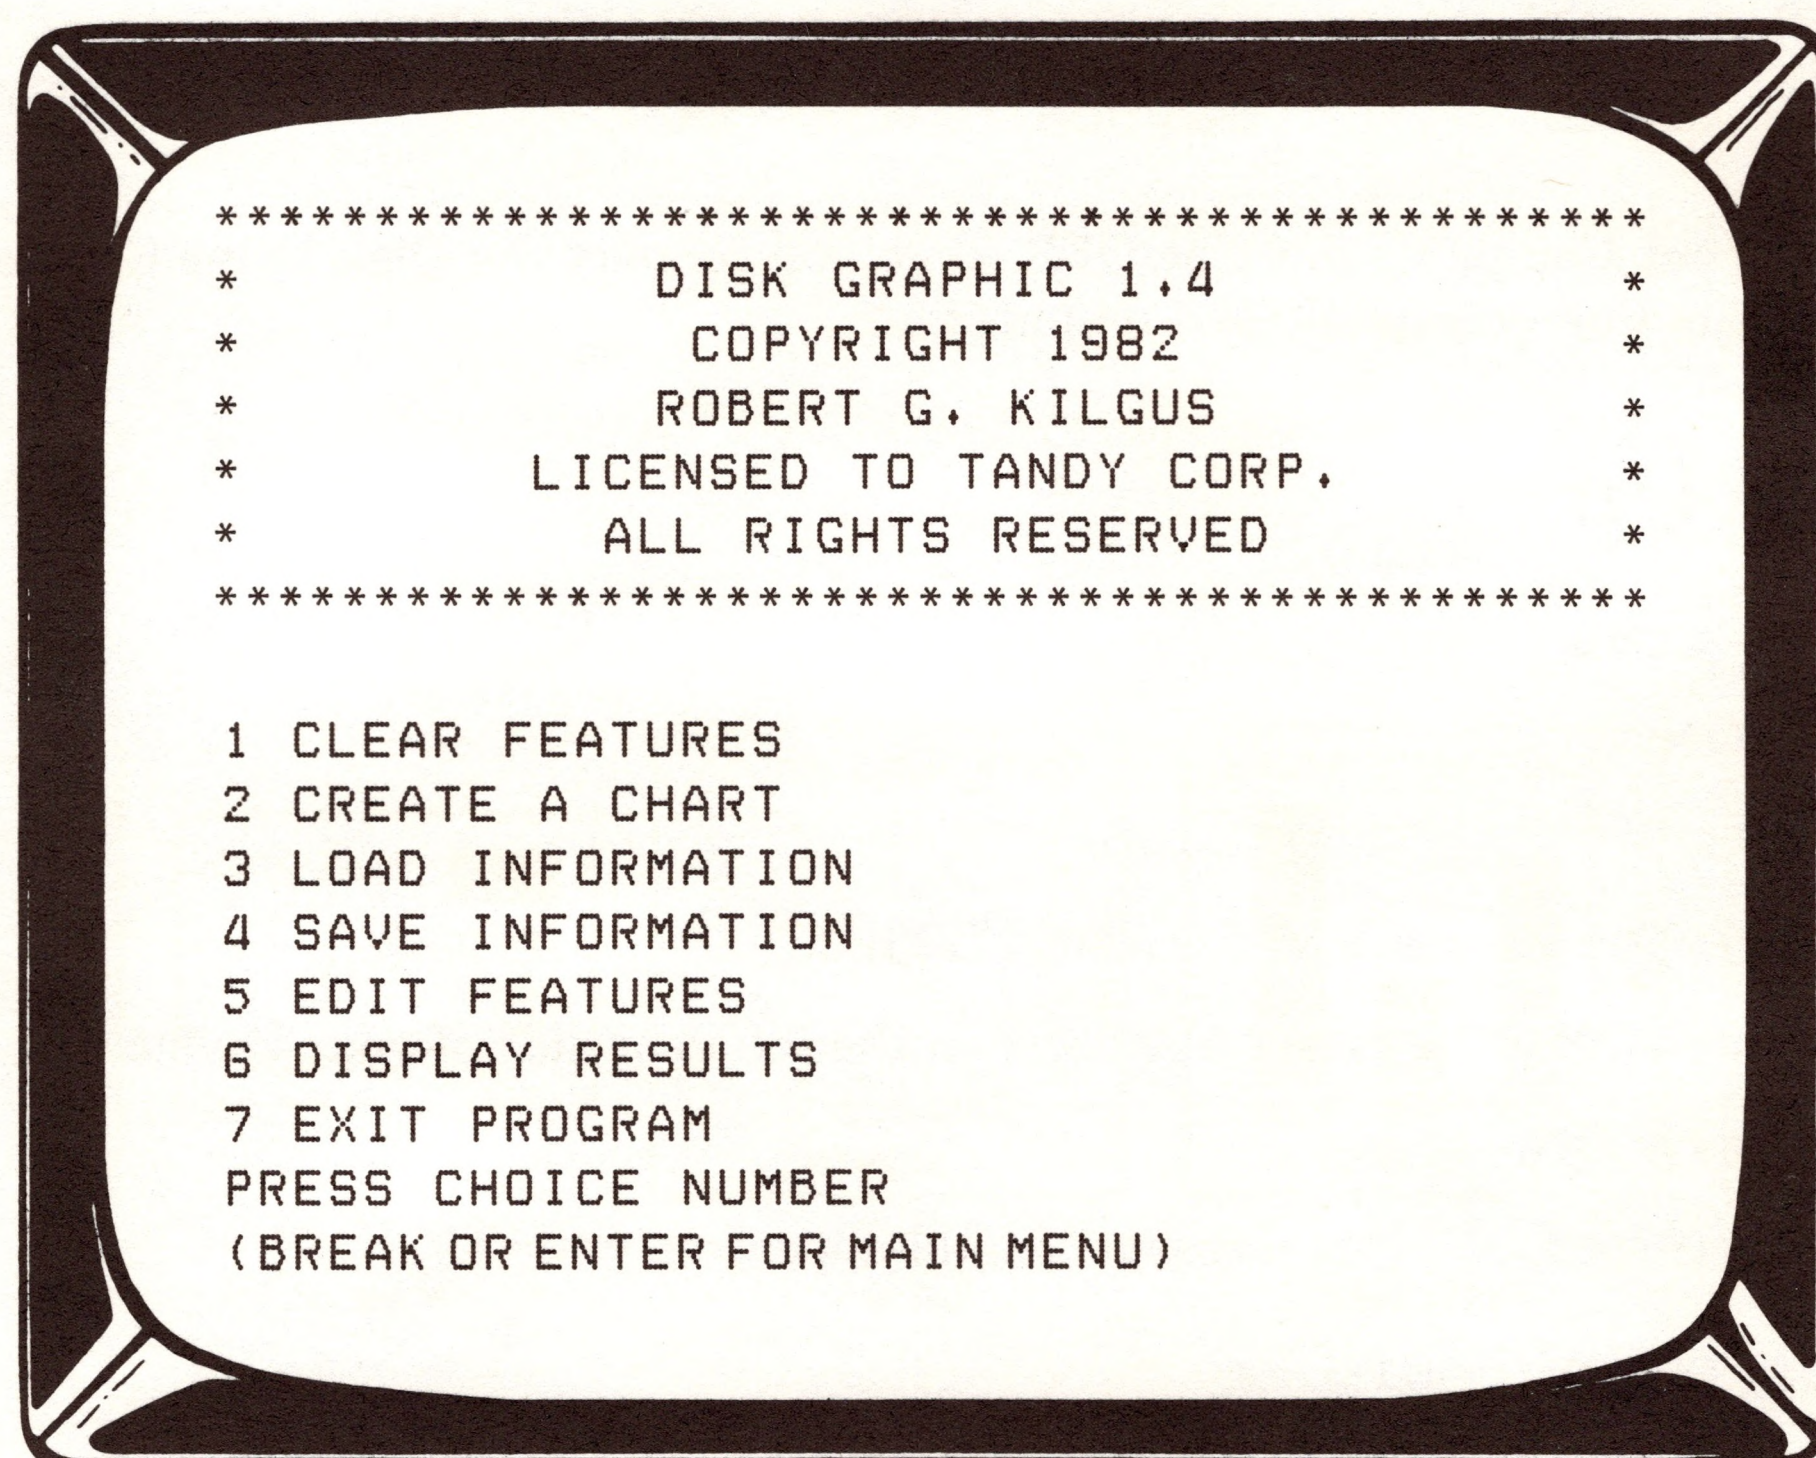 *********************************************
* DISK GRAPHIC 1.4 *
* COPYRIGHT 1982 *
* ROBERT G. KILGUS *
* LICENSED TO TANDY CORP. *
* ALL RIGHTS RESERVED *
*********************************************
1 CLEAR FEATURES
2 CREATE A CHART
3 LOAD INFORMATION
4 SAVE INFORMATION
5 EDIT FEATURES
6 DISPLAY RESULTS
7 EXIT PROGRAM
PRESS CHOICE NUMBER
(BREAK OR ENTER FOR MAIN MENU)